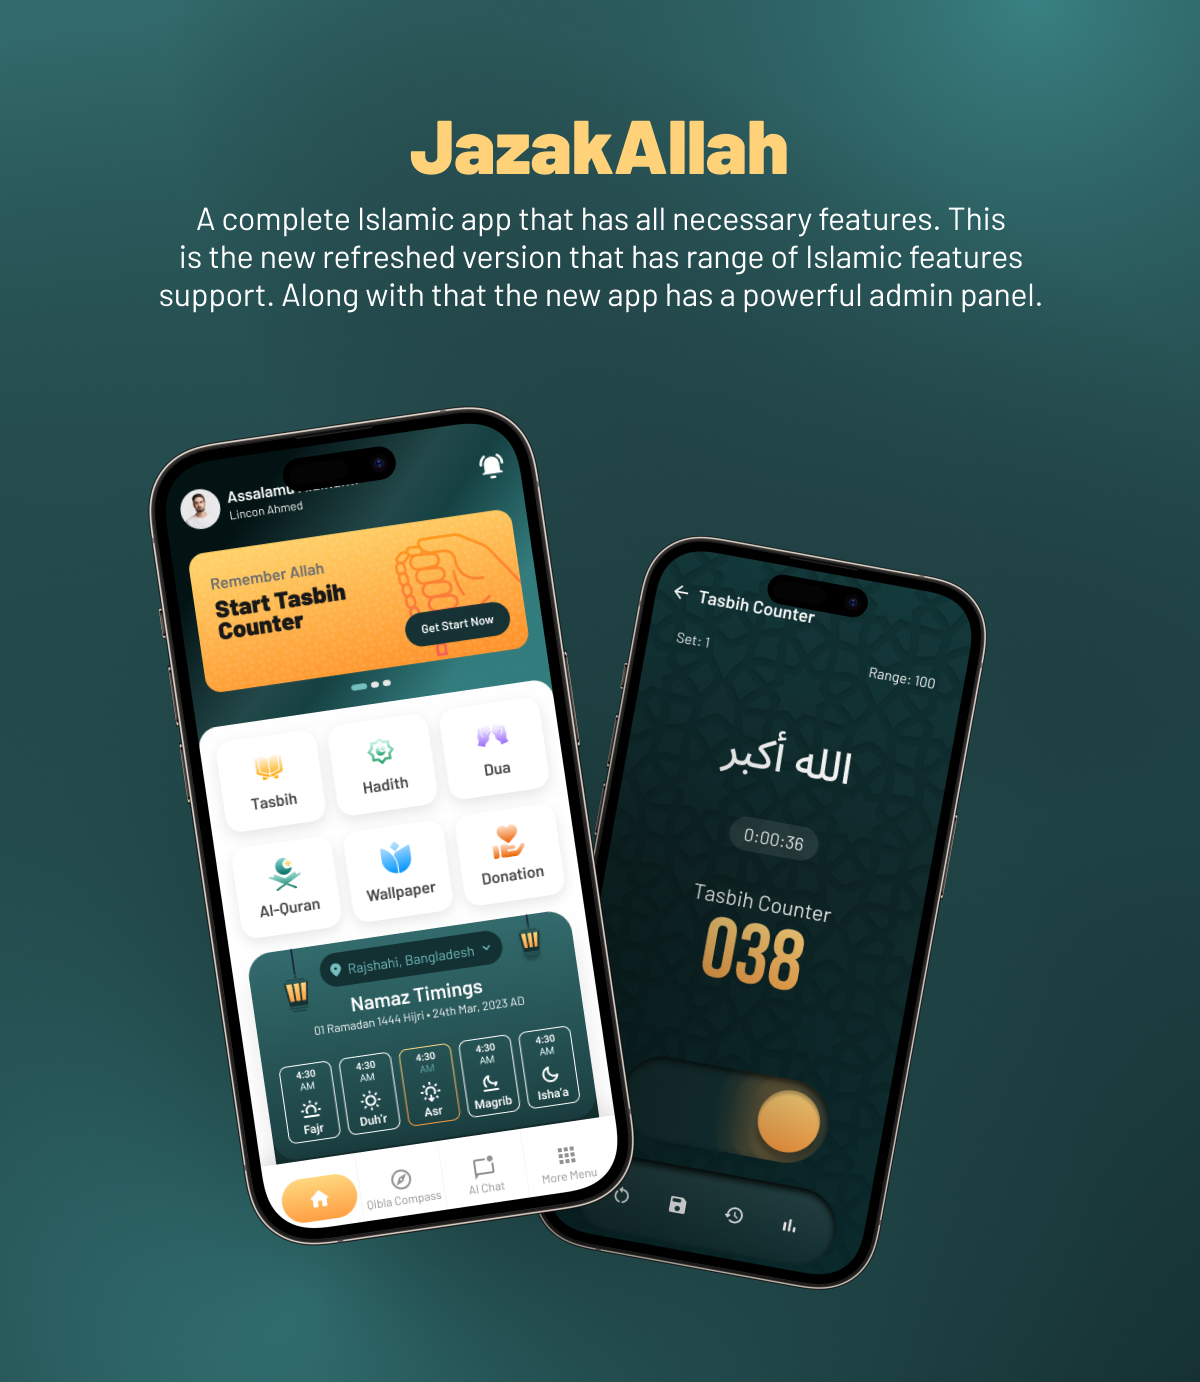 JazakAllah
A complete Islamic app that has all necessary features. This
is the new refreshed version that has range of Islamic features
support. Along with that the new app has a powerful admin panel.
Assalamu
Lincon Ahmed
Remember Allah
Start Tasbih
Counter
Get Start Now
Tasbih
Hadith
Dua
Al-Quran
Wallpaper
Donation
Rajshahi, Bangladesh
Namaz Timings
01 Ramadan 1444 Hijri • 24th Mar, 2023 AD
4:30
AM
Fajr
4:30
AM
Duh'r
4:30
AM
Asr
4:30
AM
Magrib
4:30
AM
Isha'a
Qibla Compass
AI Chat
More Menu
Tasbih Counter
Set: 1
Range: 100
الله أكبر
0:00:36
Tasbih Counter
038